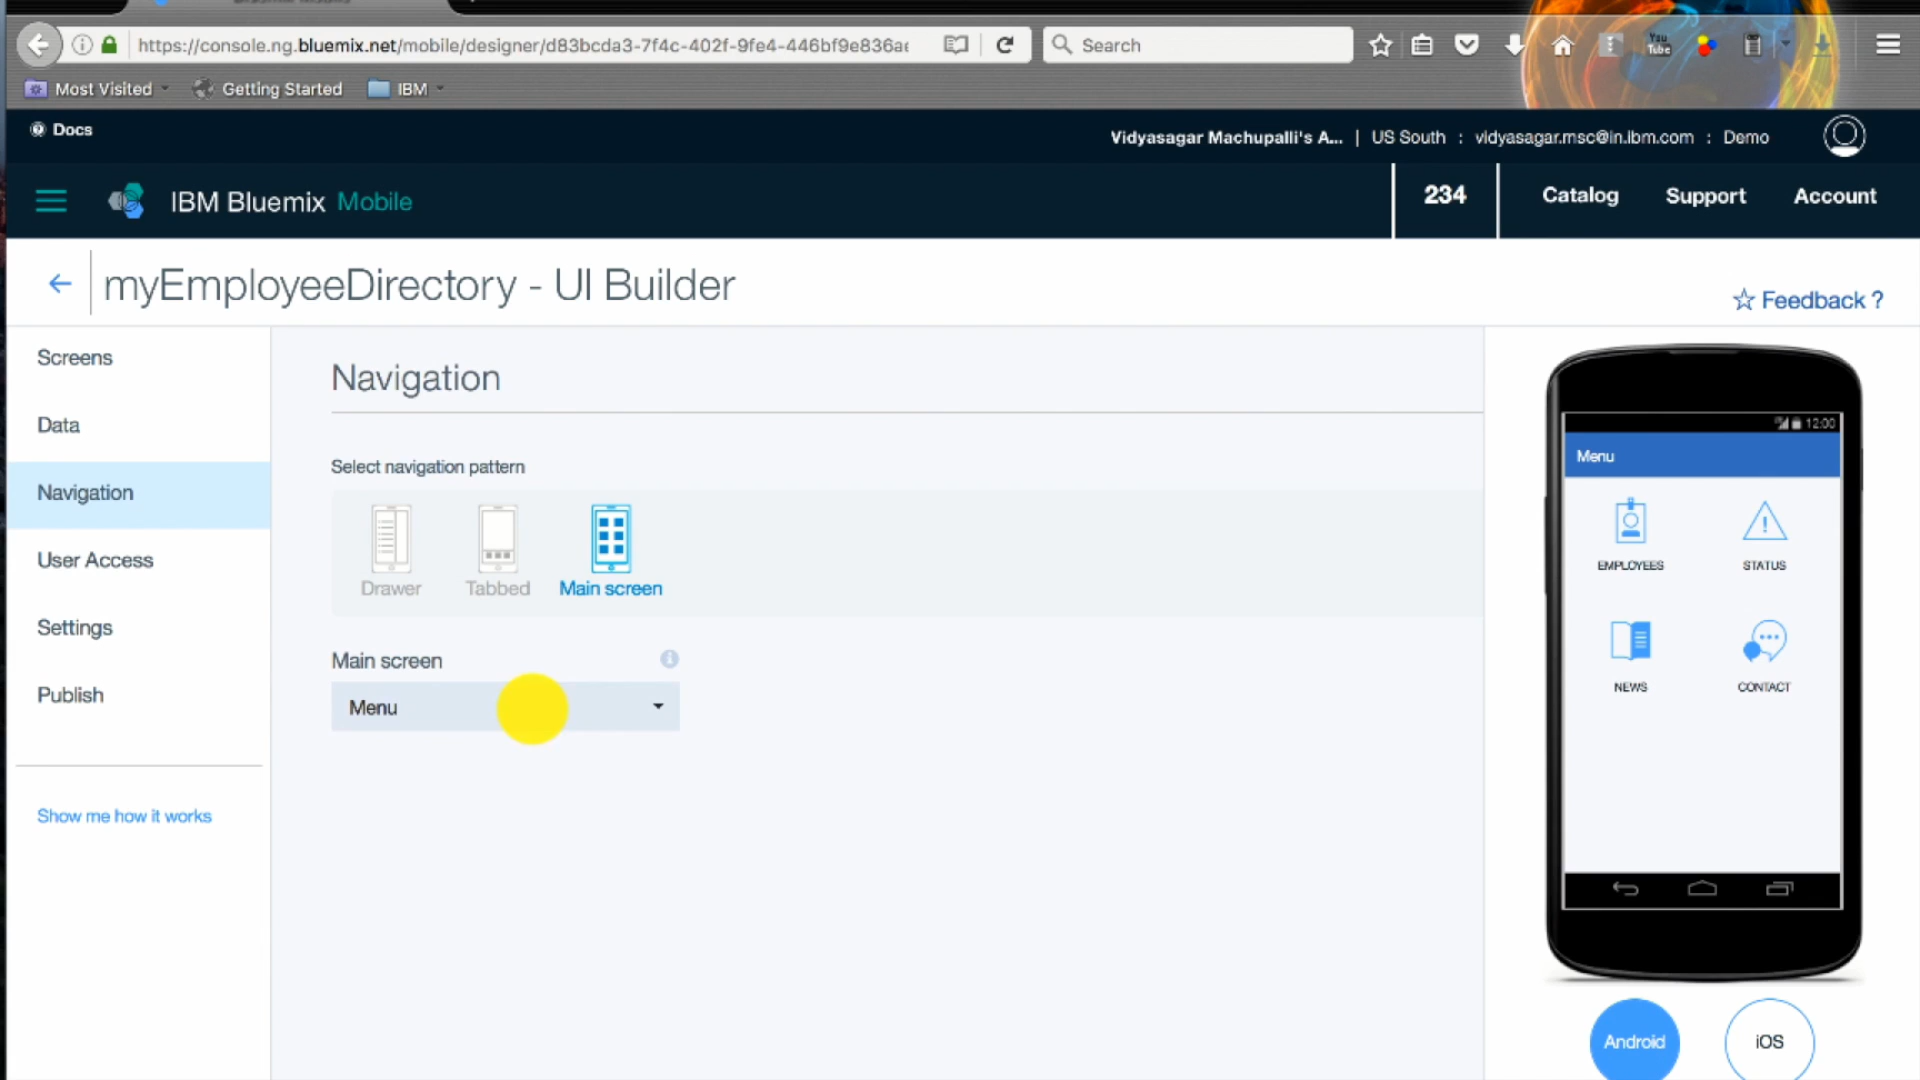 https://console.ng.bluemix.net/mobile/designer/d83bcda3-7f4c-402f-9fe4-446bf9e836a
Search
You
Tube
Most Visited
Getting Started
IBM
Docs
Vidyasagar Machupalli's A... | US South : vidyasagar.msc@in.ibm.com : Demo
IBM Bluemix Mobile
234
Catalog
Support
Account
myEmployeeDirectory - UI Builder
Feedback ?
Screens
Data
Navigation
User Access
Settings
Publish
Show me how it works
Navigation
Select navigation pattern
Drawer
Tabbed
Main screen
Main screen
Menu
12:00
Menu
EMPLOYEES
STATUS
NEWS
CONTACT
Android
iOS